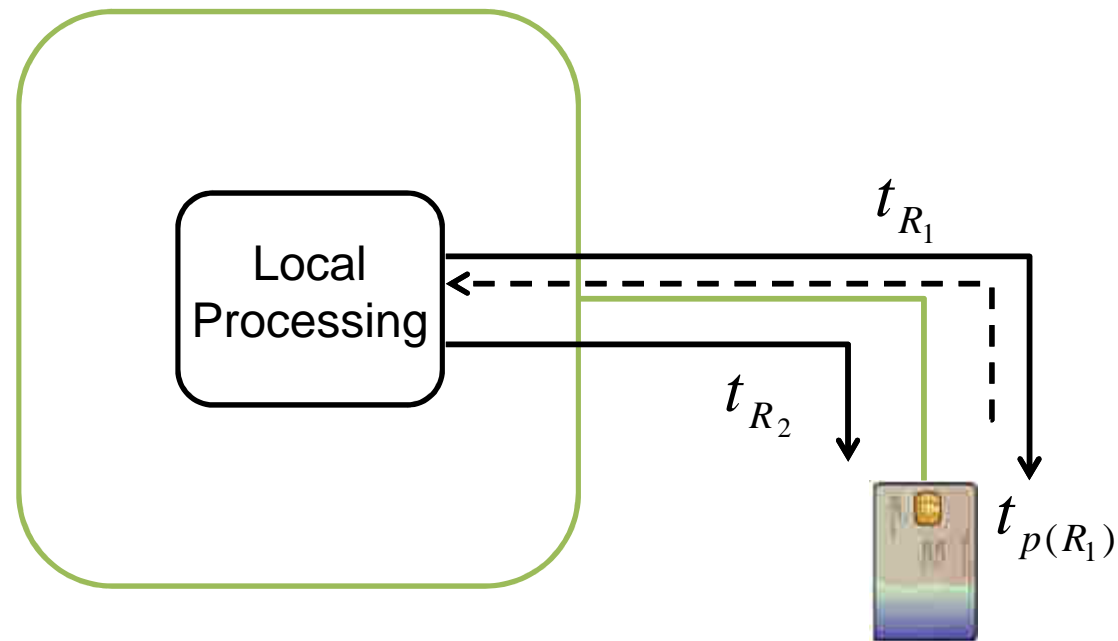 Local
Processing
t_{R_1}
t_{R_2}
t_{p(R_1)}